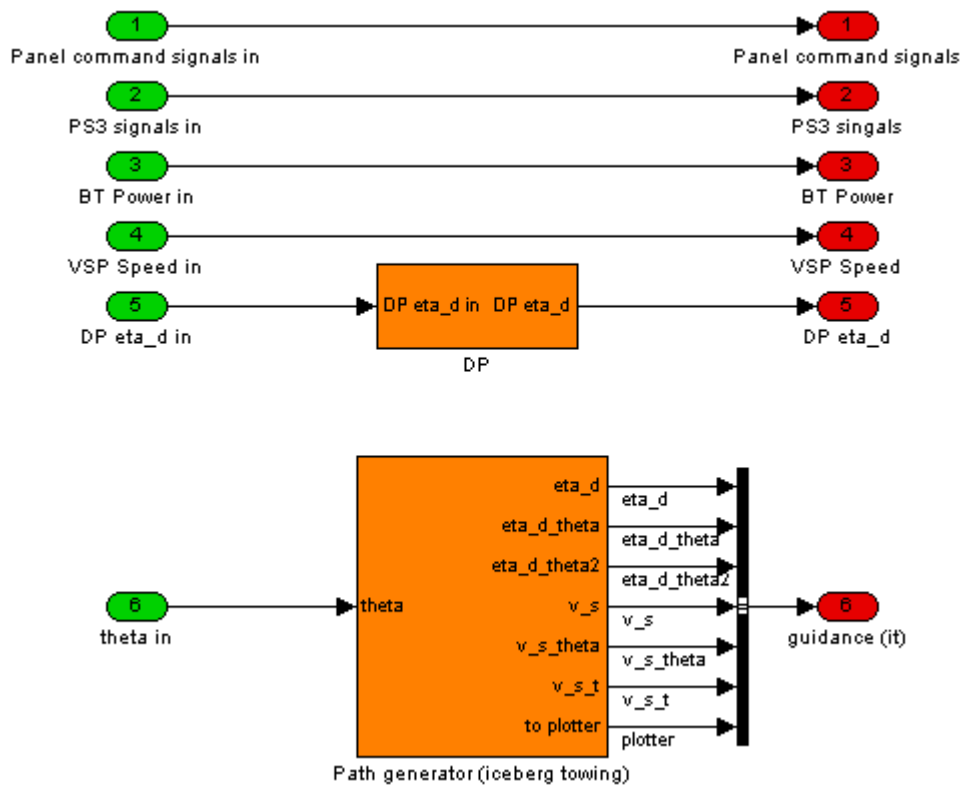 1 1
Panel command signals in Panel command signals
2 2
PS3 signals in PS3 singals
3 3
BT Power in BT Power
4 4
VSP Speed in VSP Speed
5 DP eta_d in DP eta_d 5
DP eta_d in DP eta_d
DP
eta_d
eta_d
eta_d_theta
eta_d_theta
eta_d_theta2
eta_d_theta2
6 theta v_s 6
theta in v_s guidance (it)
v_s_theta
v_s_theta
v_s_t
v_s_t
to plotter
plotter
Path generator (iceberg towing)